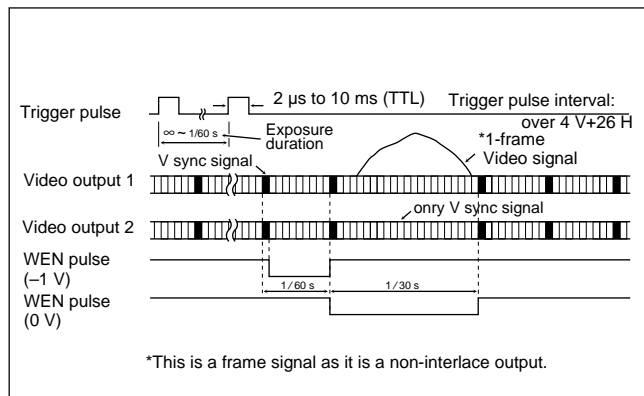 Trigger pulse
2 µs to 10 ms (TTL)
Trigger pulse interval:
over 4 V+26 H
∞ ~ 1/60 s
Exposure
duration
*1-frame
Video signal
V sync signal
Video output 1
onry V sync signal
Video output 2
WEN pulse
(–1 V)
1 ⁄ 60 s
1 ⁄ 30 s
WEN pulse
(0 V)
*This is a frame signal as it is a non-interlace output.